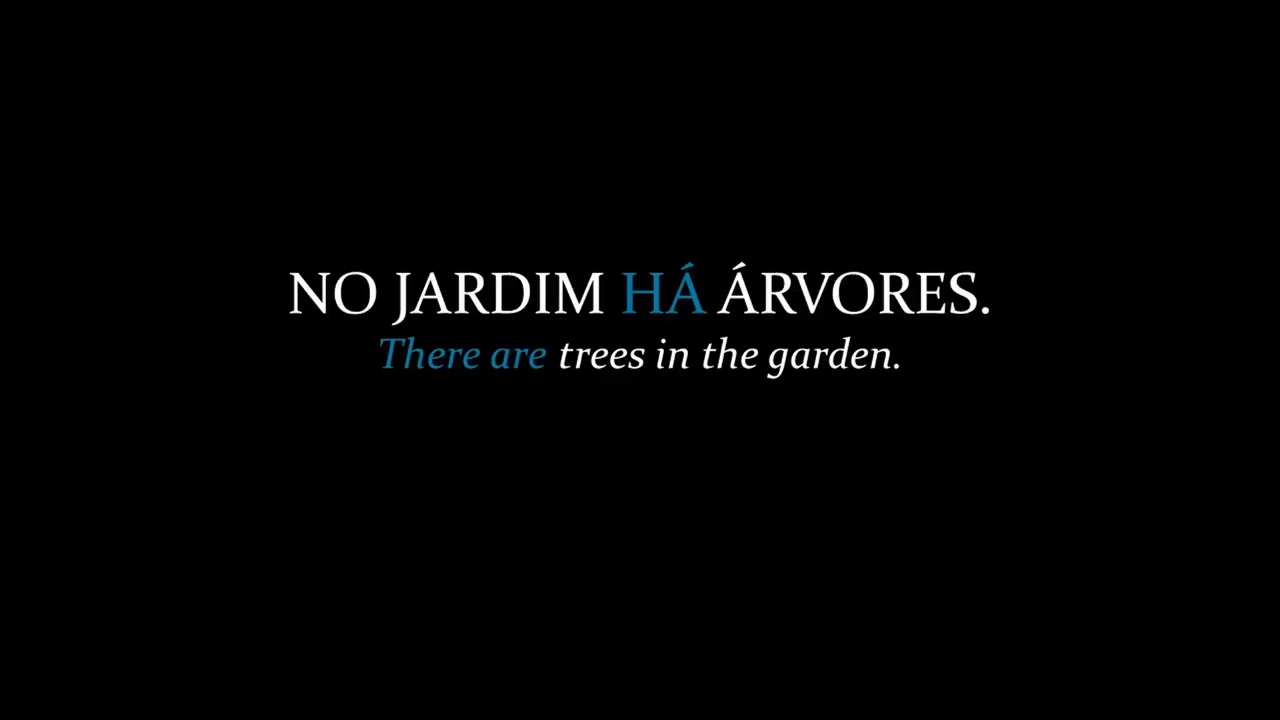 NO JARDIM HÁ ÁRVORES.
There are trees in the garden.